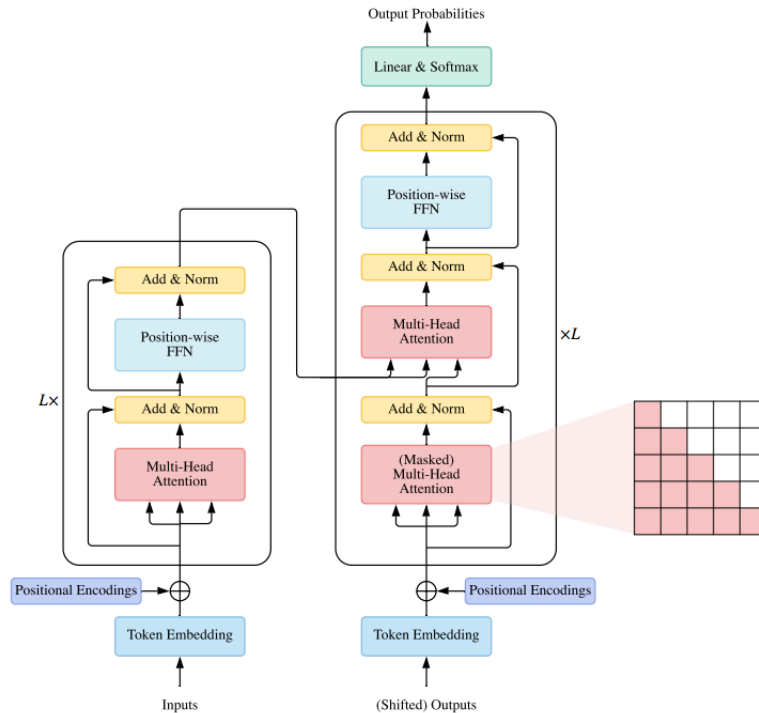 Output Probabilities
Linear & Softmax
Add & Norm
Position-wise
FFN
Add & Norm
Multi-Head
Attention
×L
Add & Norm
(Masked)
Multi-Head
Attention
Positional Encodings
Token Embedding
(Shifted) Outputs
Add & Norm
Position-wise
FFN
L×
Add & Norm
Multi-Head
Attention
Positional Encodings
Token Embedding
Inputs